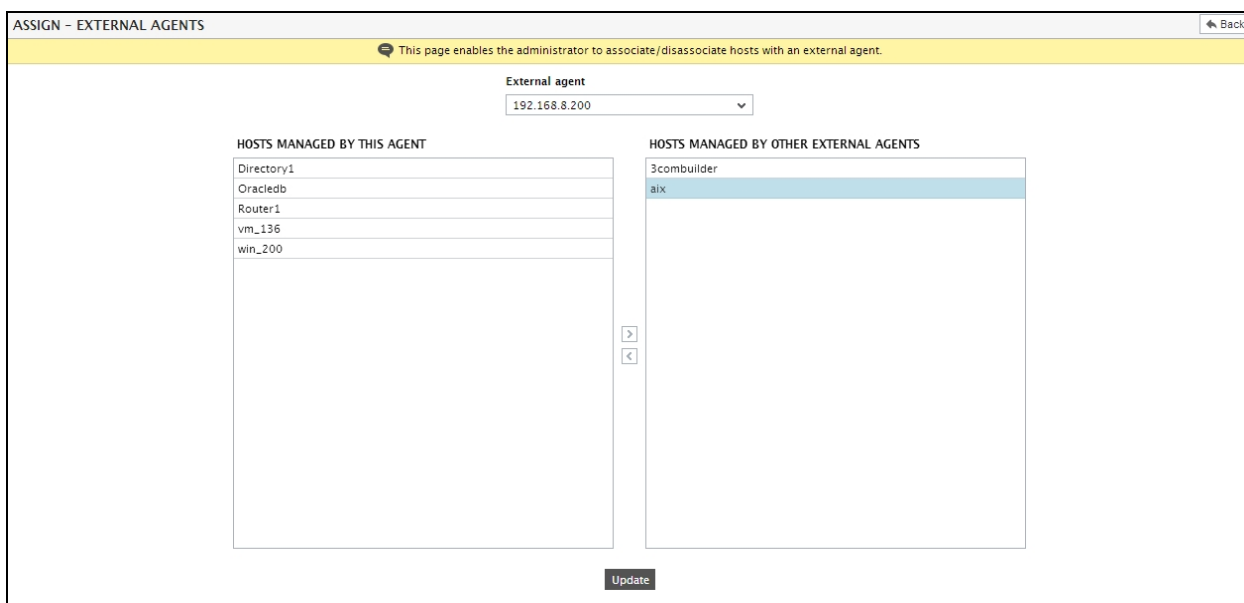 ASSIGN - EXTERNAL AGENTS
Back
This page enables the administrator to associate/disassociate hosts with an external agent.
External agent
192.168.8.200
HOSTS MANAGED BY THIS AGENT
Directory1
Oracledb
Router1
vm_136
win_200
HOSTS MANAGED BY OTHER EXTERNAL AGENTS
3combuilder
aix
>
<
Update